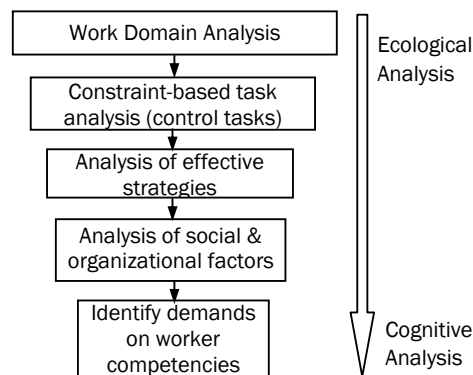 Work Domain Analysis
Constraint-based task
analysis (control tasks)
Analysis of effective
strategies
Analysis of social &
organizational factors
Identify demands
on worker
competencies
Ecological
Analysis
Cognitive
Analysis